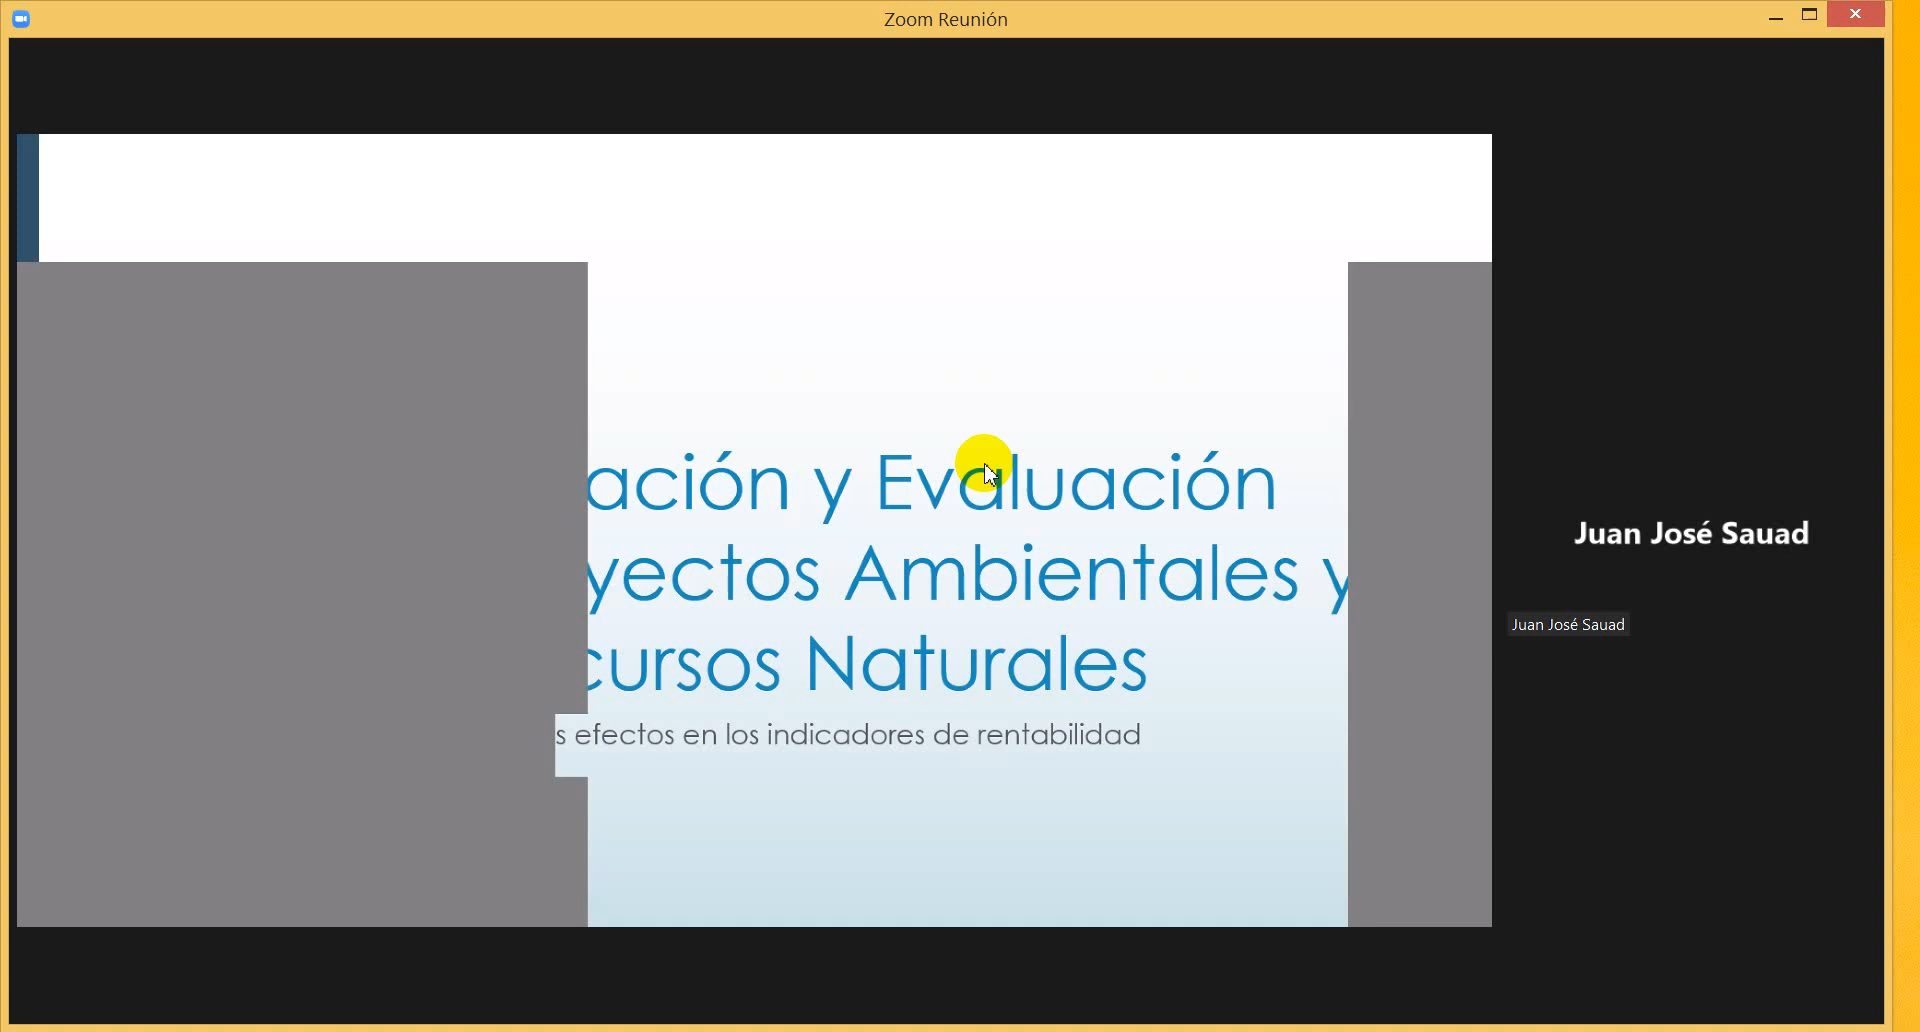 Zoom Reunión
ación y Evaluación
yectos Ambientales y
cursos Naturales
s efectos en los indicadores de rentabilidad
Juan José Sauad
Juan José Sauad